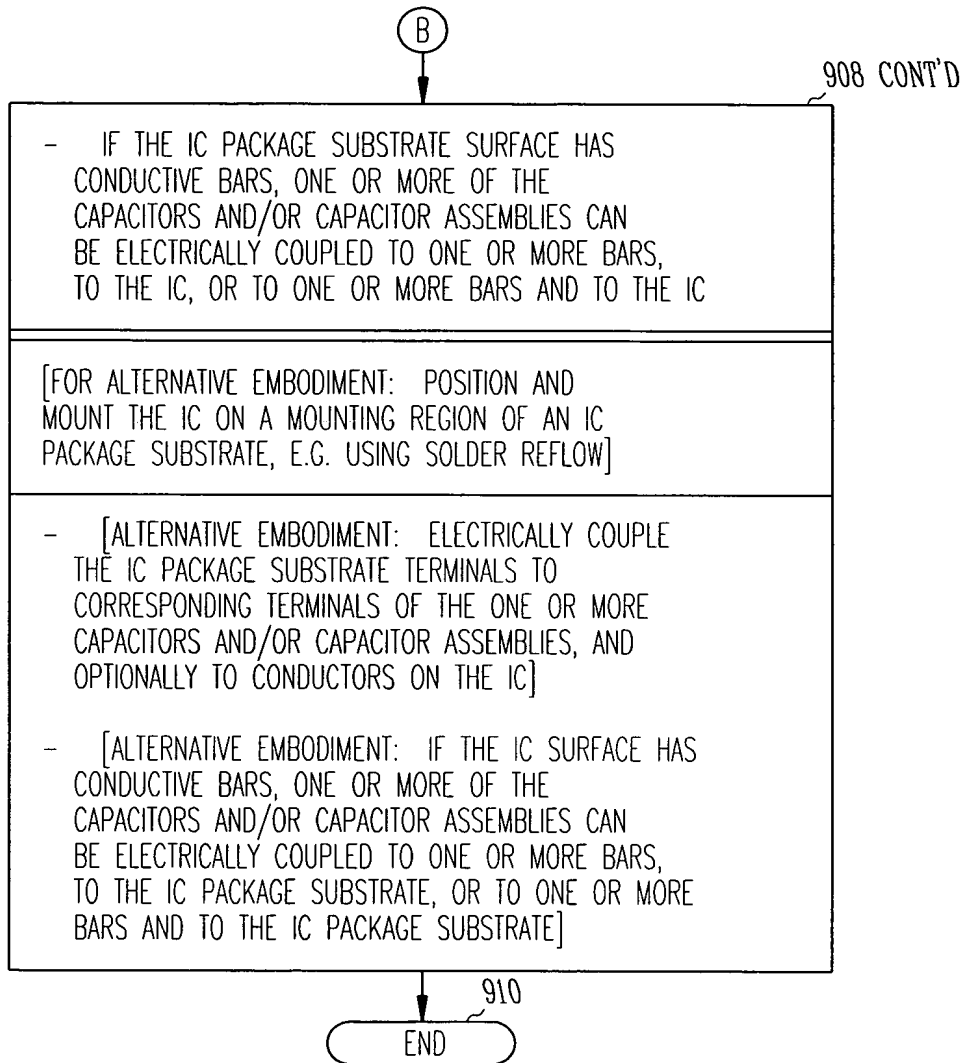 B
908 CONT'D
- IF THE IC PACKAGE SUBSTRATE SURFACE HAS
CONDUCTIVE BARS, ONE OR MORE OF THE
CAPACITORS AND/OR CAPACITOR ASSEMBLIES CAN
BE ELECTRICALLY COUPLED TO ONE OR MORE BARS,
TO THE IC, OR TO ONE OR MORE BARS AND TO THE IC
[FOR ALTERNATIVE EMBODIMENT: POSITION AND
MOUNT THE IC ON A MOUNTING REGION OF AN IC
PACKAGE SUBSTRATE, E.G. USING SOLDER REFLOW]
- [ALTERNATIVE EMBODIMENT: ELECTRICALLY COUPLE
THE IC PACKAGE SUBSTRATE TERMINALS TO
CORRESPONDING TERMINALS OF THE ONE OR MORE
CAPACITORS AND/OR CAPACITOR ASSEMBLIES, AND
OPTIONALLY TO CONDUCTORS ON THE IC]
- [ALTERNATIVE EMBODIMENT: IF THE IC SURFACE HAS
CONDUCTIVE BARS, ONE OR MORE OF THE
CAPACITORS AND/OR CAPACITOR ASSEMBLIES CAN
BE ELECTRICALLY COUPLED TO ONE OR MORE BARS,
TO THE IC PACKAGE SUBSTRATE, OR TO ONE OR MORE
BARS AND TO THE IC PACKAGE SUBSTRATE]
910
END